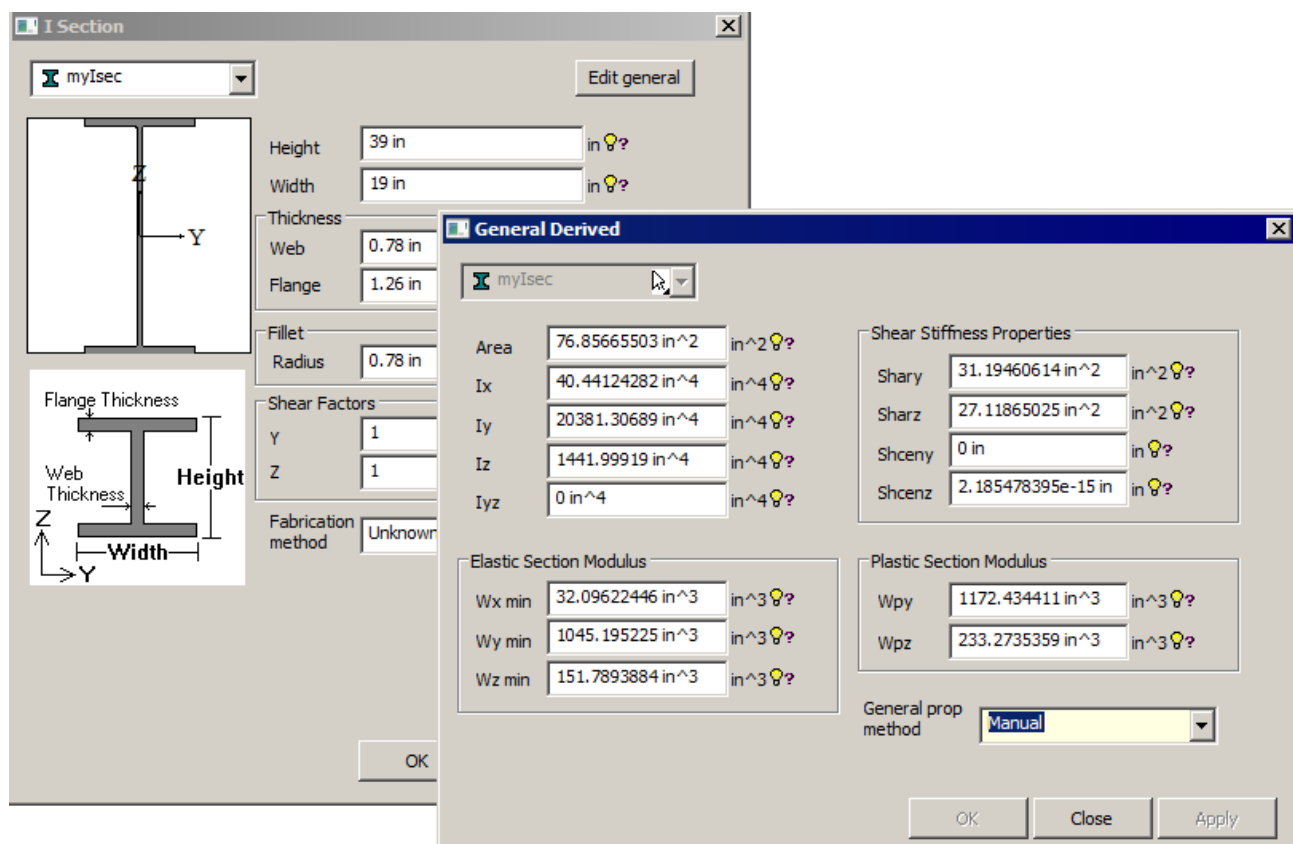 I Section
myIsec
Edit general
Z
Y
Height 39 in in ?
Width 19 in in ?
Thickness
Web 0.78 in
Flange 1.26 in
Fillet
Radius 0.78 in
Shear Factors
Y 1
Z 1
Fabrication
method Unknown
OK
Flange Thickness
Web
Thickness
Height
Width
Z
Y
General Derived
myIsec
Area 76.85665503 in^2 in^2 ?
Ix 40.44124282 in^4 in^4 ?
Iy 20381.30689 in^4 in^4 ?
Iz 1441.99919 in^4 in^4 ?
Iyz 0 in^4 in^4 ?
Shear Stiffness Properties
Shary 31.19460614 in^2 in^2 ?
Sharz 27.11865025 in^2 in^2 ?
Shceny 0 in in ?
Shcenz 2.185478395e-15 in in ?
Elastic Section Modulus
Wx min 32.09622446 in^3 in^3 ?
Wy min 1045.195225 in^3 in^3 ?
Wz min 151.7893884 in^3 in^3 ?
Plastic Section Modulus
Wpy 1172.434411 in^3 in^3 ?
Wpz 233.2735359 in^3 in^3 ?
General prop
method Manual
OK Close Apply